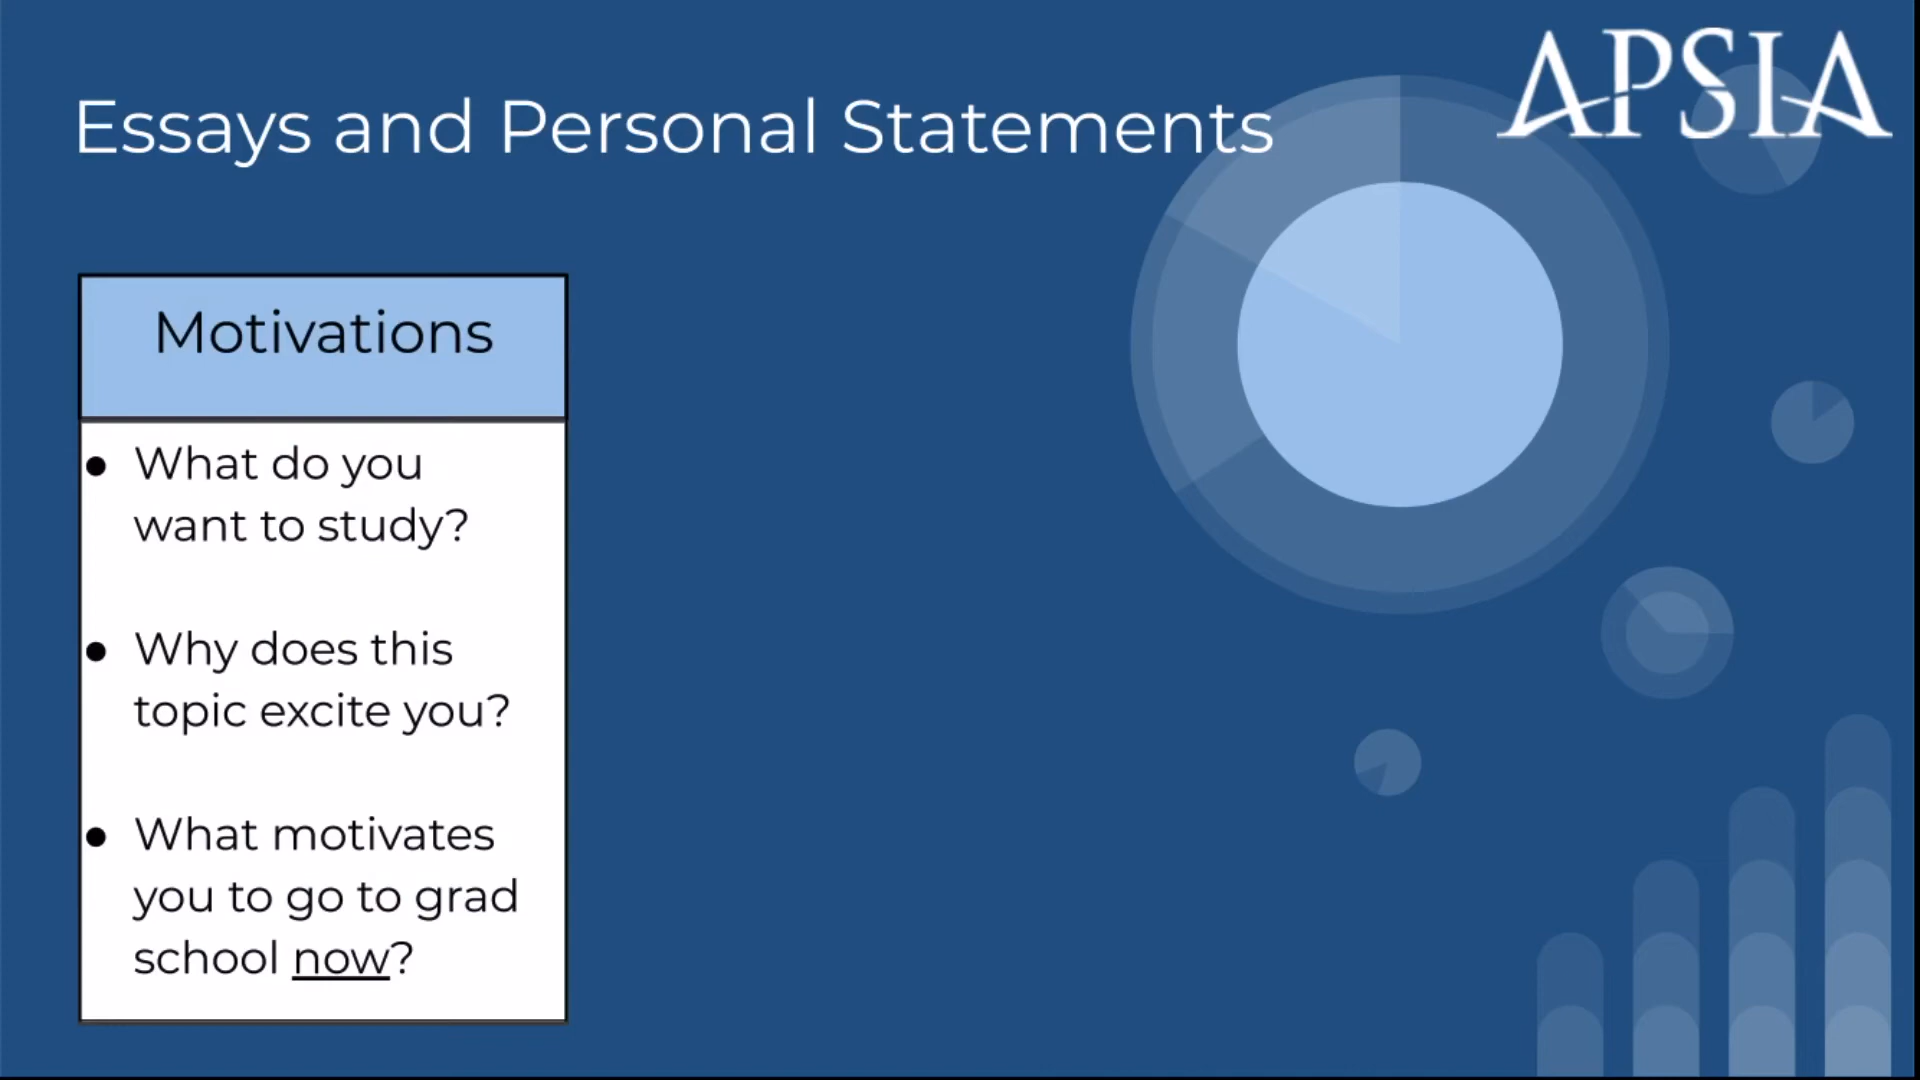 APSIA
Essays and Personal Statements
Motivations
● What do you
want to study?
● Why does this
topic excite you?
● What motivates
you to go to grad
school now?